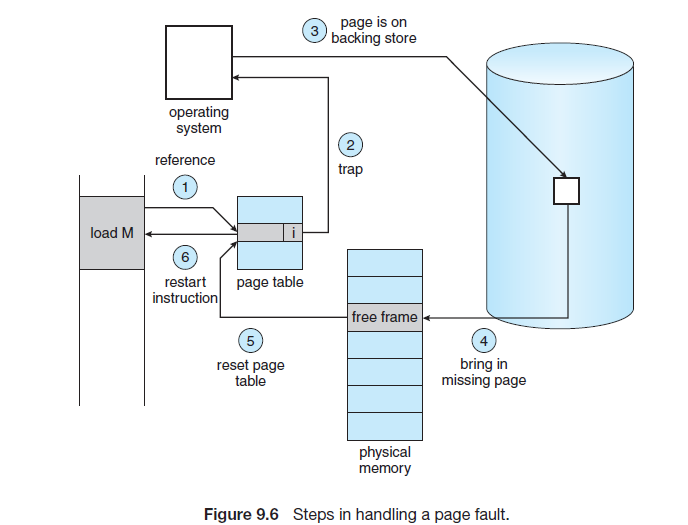 3
page is on
backing store
operating
system
2
trap
reference
1
load M
i
6
restart
instruction
page table
free frame
5
reset page
table
4
bring in
missing page
physical
memory
Figure 9.6 Steps in handling a page fault.